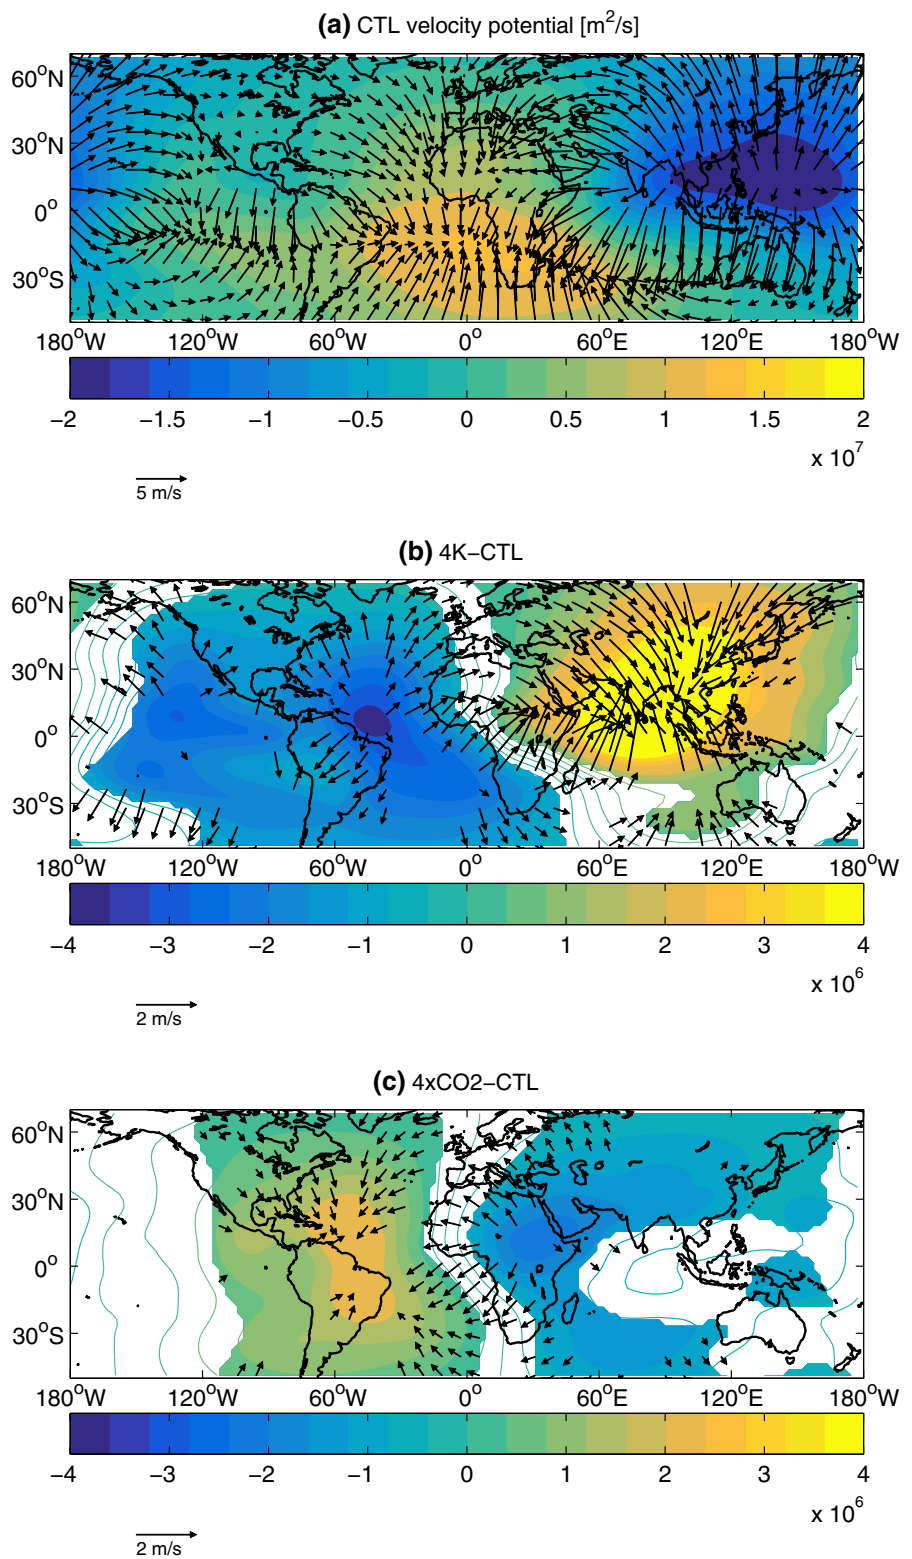 (a) CTL velocity potential [m²/s]
60°N
30°N
0°
30°S
180°W 120°W 60°W 0° 60°E 120°E 180°W
−2 −1.5 −1 −0.5 0 0.5 1 1.5 2
x 10⁷
5 m/s
(b) 4K−CTL
60°N
30°N
0°
30°S
180°W 120°W 60°W 0° 60°E 120°E 180°W
−4 −3 −2 −1 0 1 2 3 4
x 10⁶
2 m/s
(c) 4xCO2−CTL
60°N
30°N
0°
30°S
180°W 120°W 60°W 0° 60°E 120°E 180°W
−4 −3 −2 −1 0 1 2 3 4
x 10⁶
2 m/s